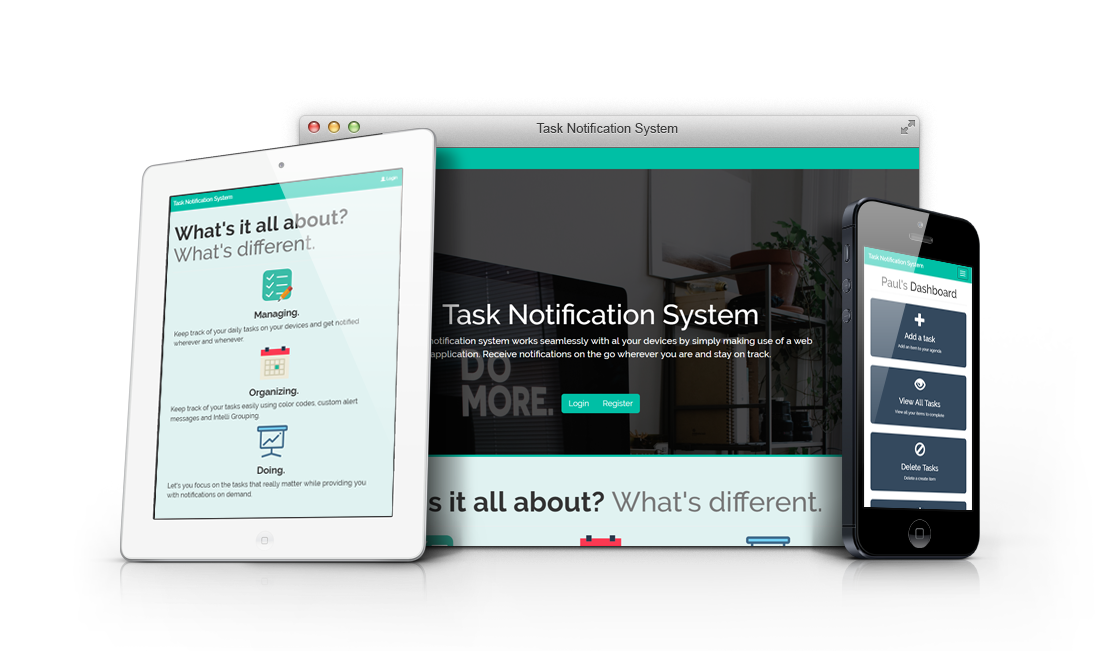 Task Notification System
Task Notification System
Login
What's it all about?
What's different.
Managing.
Keep track of your daily tasks on your devices and get notified
wherever and whenever.
Organizing.
Keep track of your tasks easily using color codes, custom alert
messages and Intelli Grouping.
Doing.
Let's you focus on the tasks that really matter while providing you
with notifications on demand.
Task Notification System
notification system works seamlessly with al your devices by simply making use of a web
application. Receive notifications on the go wherever you are and stay on track.
DO
MORE.
Login Register
s it all about? What's different.
Task Notification System
Paul's Dashboard
Add a task
Add an item to your agenda
View All Tasks
View all your items to complete
Delete Tasks
Delete a create item